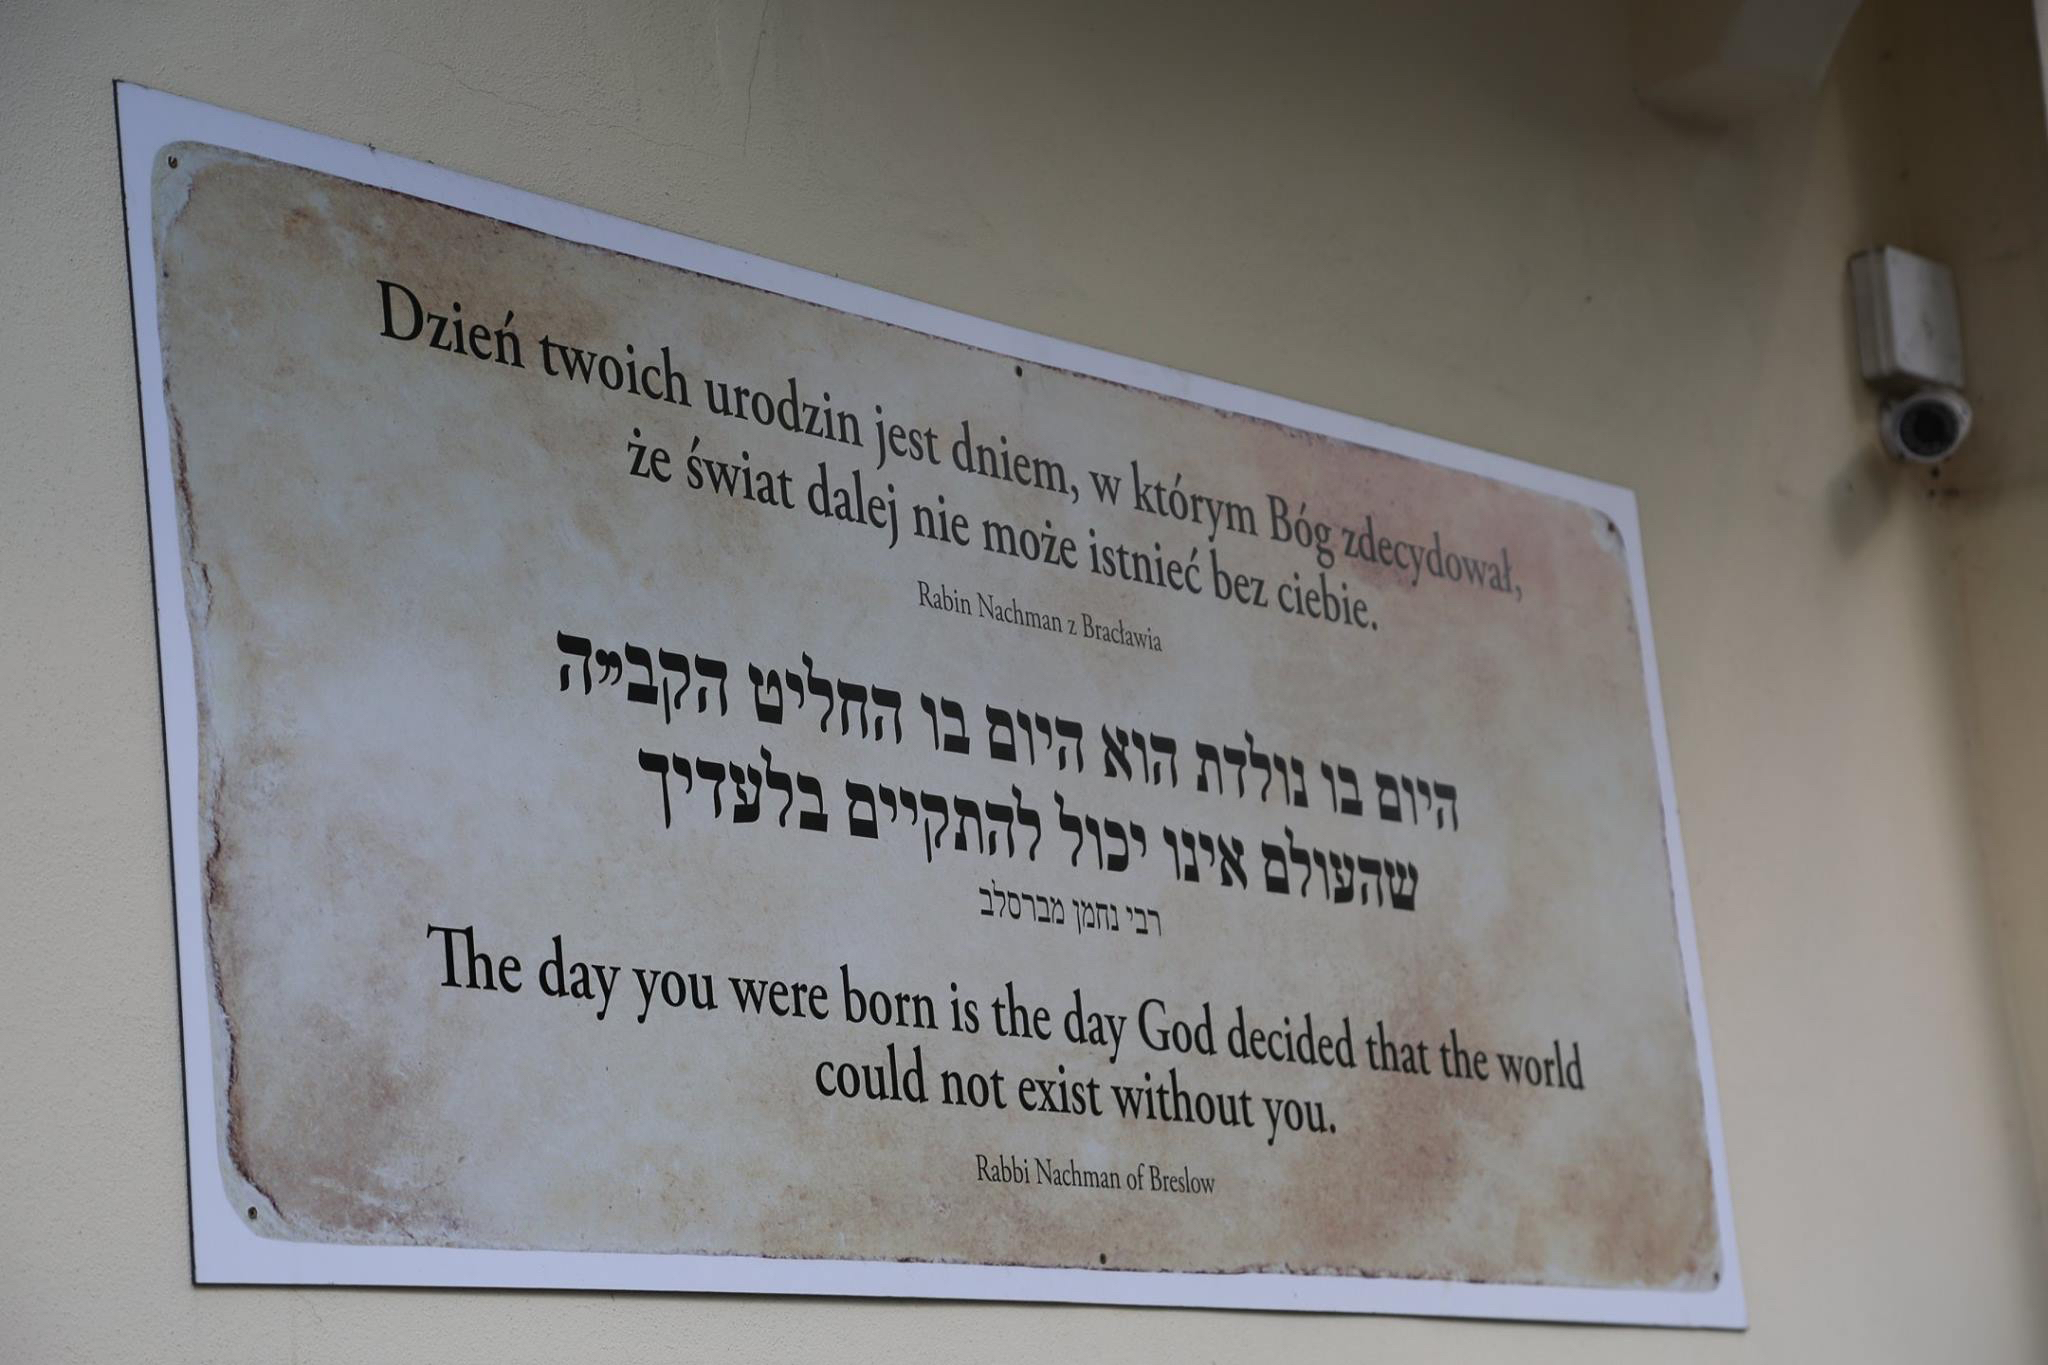 Dzień twoich urodzin jest dniem, w którym Bóg zdecydował,
że świat dalej nie może istnieć bez ciebie.
Rabin Nachman z Bracławia
היום בו נולדת הוא היום בו החליט הקב״ה
שהעולם אינו יכול להתקיים בלעדיך
רבי נחמן מברסלב
The day you were born is the day God decided that the world
could not exist without you.
Rabbi Nachman of Breslow